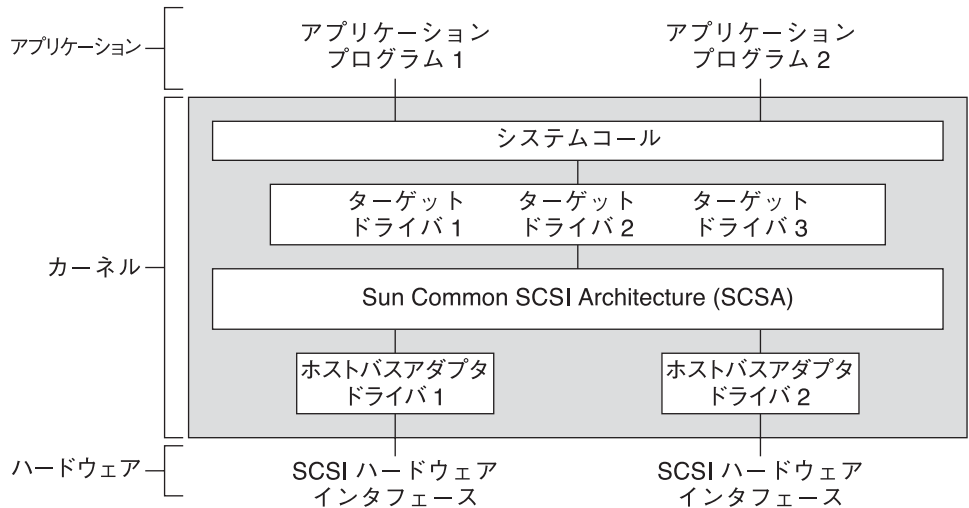 アプリケーション
アプリケーション
プログラム 1
アプリケーション
プログラム 2
カーネル
システムコール
ターゲット
ドライバ 1
ターゲット
ドライバ 2
ターゲット
ドライバ 3
Sun Common SCSI Architecture (SCSA)
ホストバスアダプタ
ドライバ 1
ホストバスアダプタ
ドライバ 2
ハードウェア
SCSI ハードウェア
インタフェース
SCSI ハードウェア
インタフェース